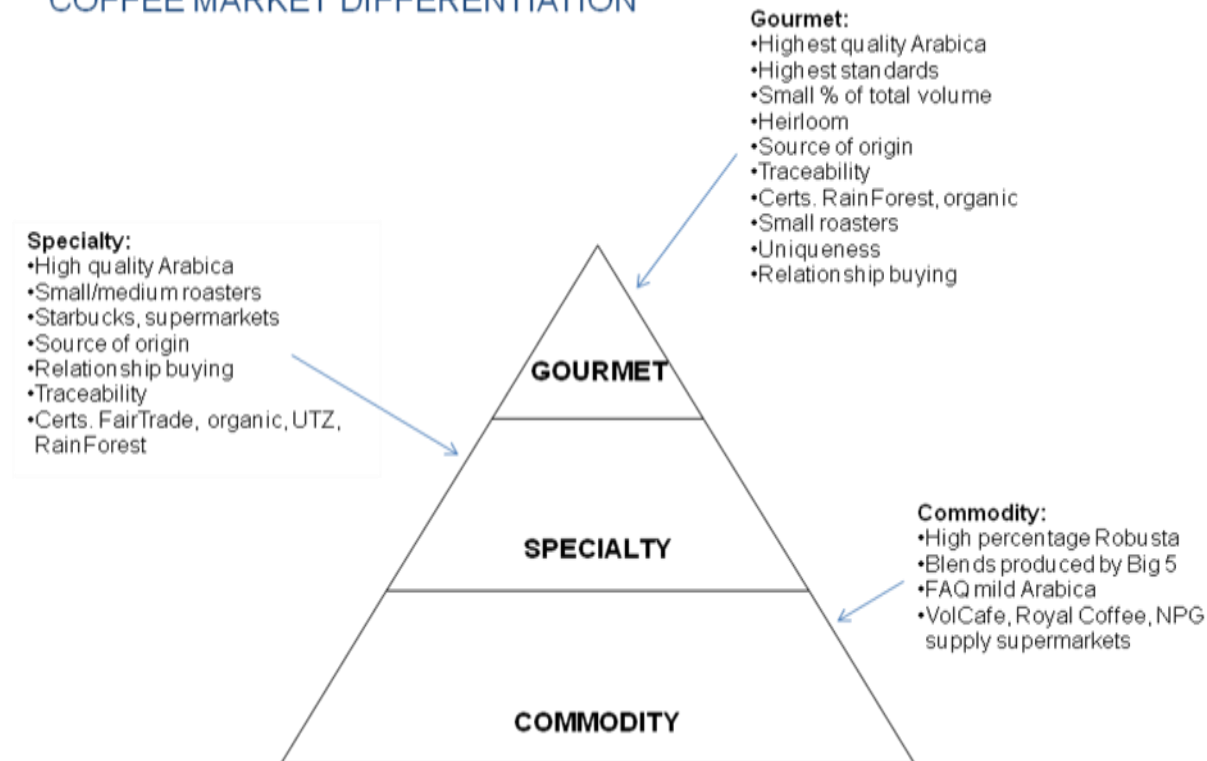 COFFEE MARKET DIFFERENTIATION
Gourmet:
•Highest quality Arabica
•Highest standards
•Small % of total volume
•Heirloom
•Source of origin
•Traceability
•Certs. RainForest, organic
•Small roasters
•Uniqueness
•Relationship buying
Specialty:
•High quality Arabica
•Small/medium roasters
•Starbucks, supermarkets
•Source of origin
•Relationship buying
•Traceability
•Certs. FairTrade, organic, UTZ,
RainForest
GOURMET
SPECIALTY
Commodity:
•High percentage Robusta
•Blends produced by Big 5
•FAQ mild Arabica
•VolCafe, Royal Coffee, NPG
supply supermarkets
COMMODITY